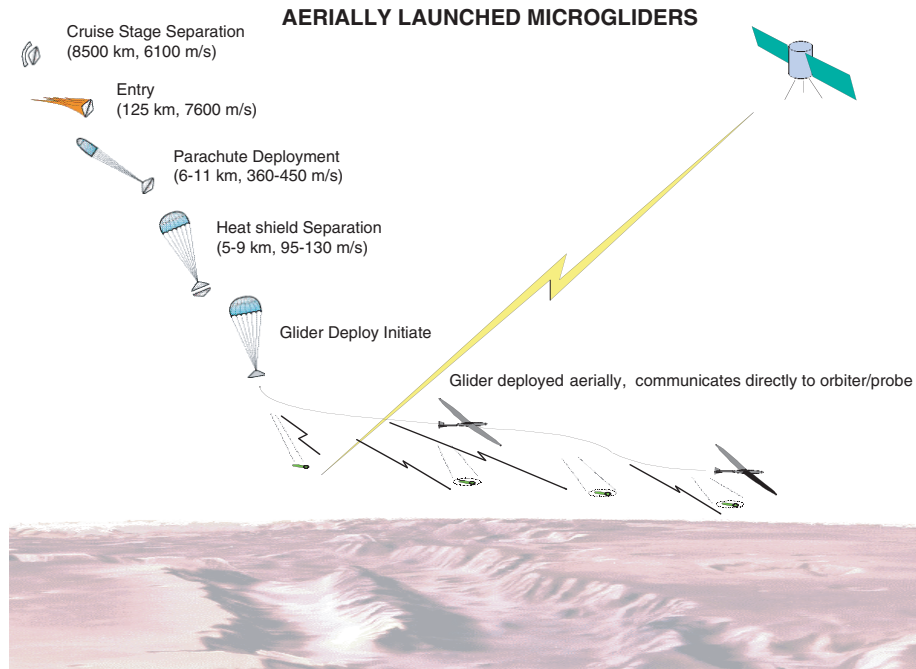 AERIALLY LAUNCHED MICROGLIDERS
Cruise Stage Separation
(8500 km, 6100 m/s)
Entry
(125 km, 7600 m/s)
Parachute Deployment
(6-11 km, 360-450 m/s)
Heat shield Separation
(5-9 km, 95-130 m/s)
Glider Deploy Initiate
Glider deployed aerially, communicates directly to orbiter/probe